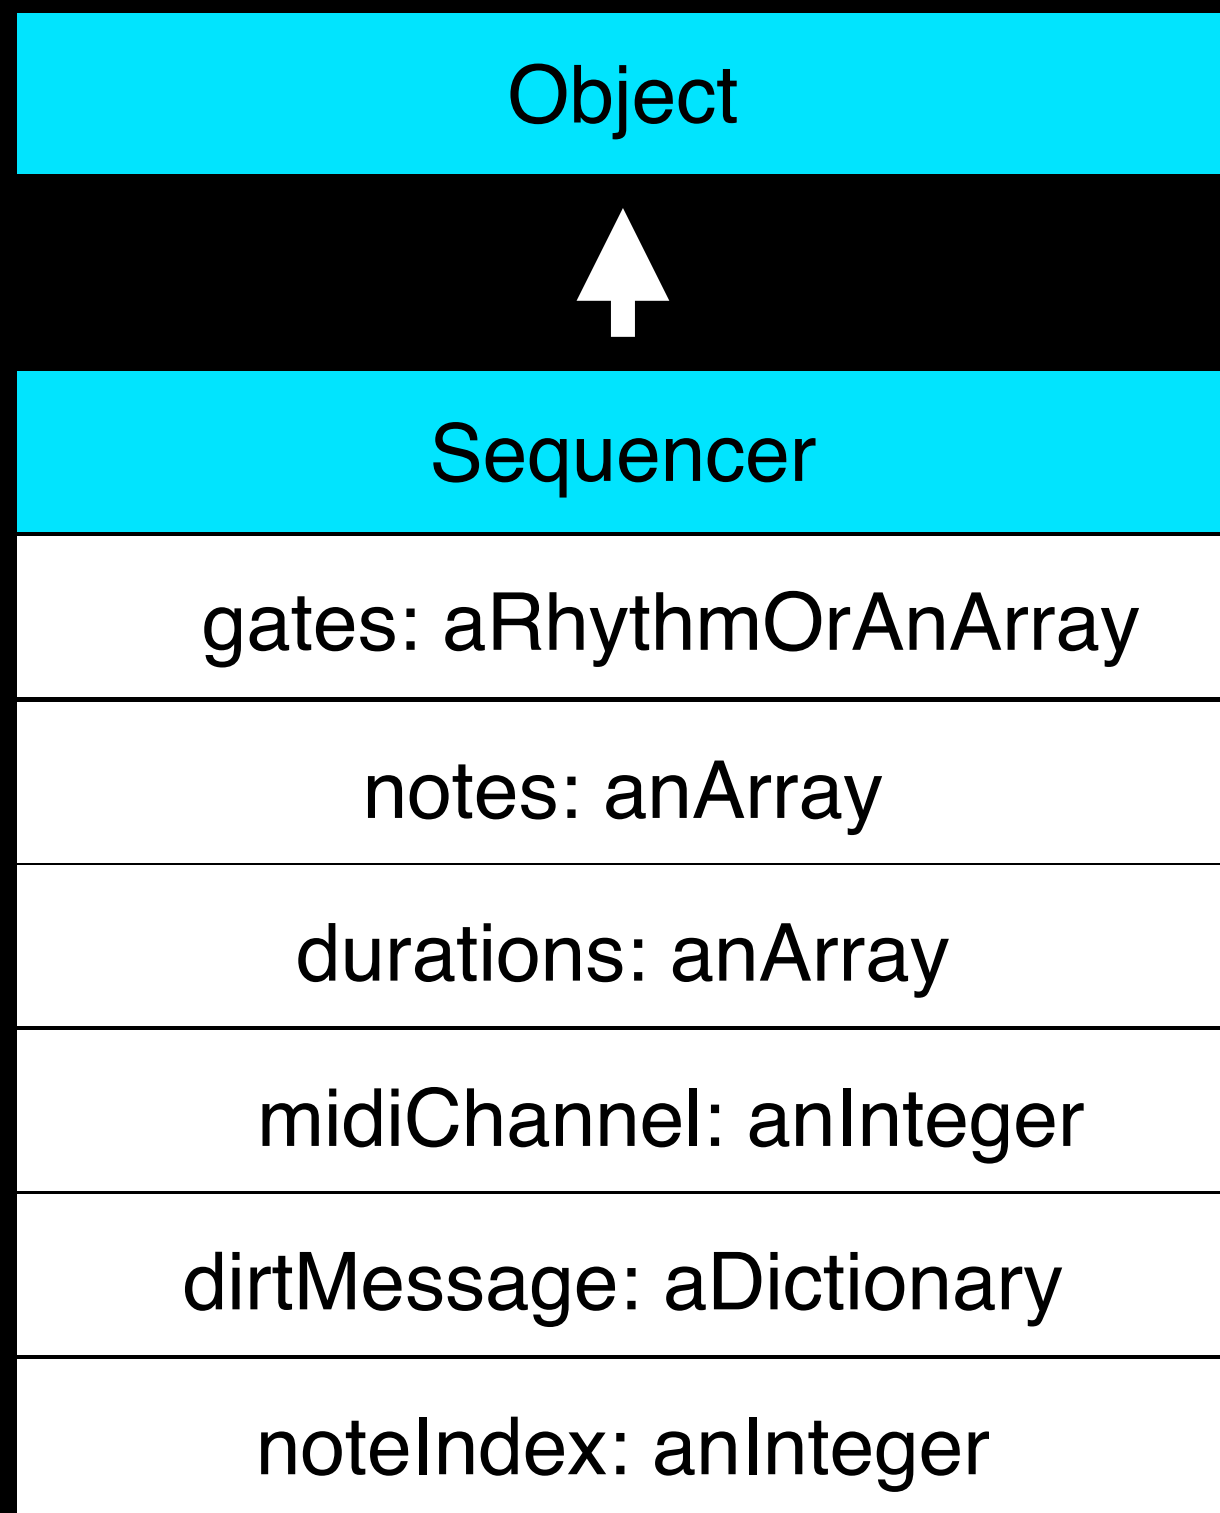 Object
Sequencer
gates: aRhythmOrAnArray
notes: anArray
durations: anArray
midiChannel: anInteger
dirtMessage: aDictionary
noteIndex: anInteger